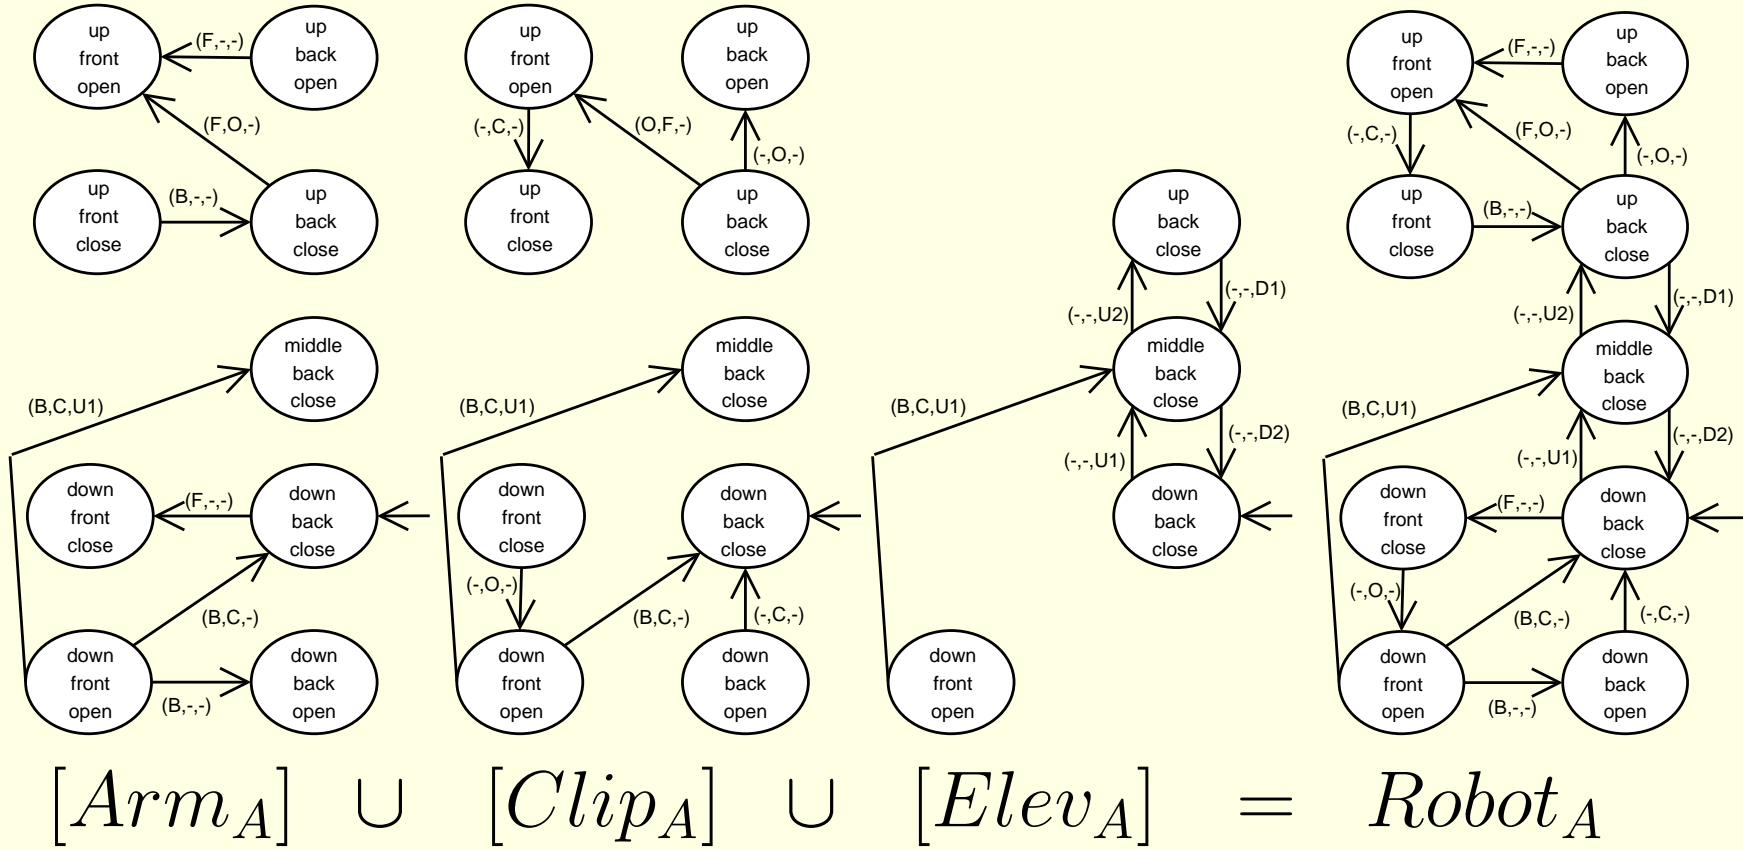 up
front
open
(F,-,-)
up
back
open
(F,O,-)
up
front
close
(B,-,-)
up
back
close
middle
back
close
(B,C,U1)
down
front
close
(F,-,-)
down
back
close
(B,C,-)
down
front
open
(B,-,-)
down
back
open
up
front
open
up
back
open
(-,C,-)
(O,F,-)
(-,O,-)
up
front
close
up
back
close
middle
back
close
(B,C,U1)
down
front
close
down
back
close
(-,O,-)
(B,C,-)
(-,C,-)
down
front
open
down
back
open
up
back
close
(-,-,U2)
(-,-,D1)
middle
back
close
(B,C,U1)
(-,-,U1)
(-,-,D2)
down
back
close
down
front
open
up
front
open
(F,-,-)
up
back
open
(-,C,-)
(F,O,-)
(-,O,-)
up
front
close
(B,-,-)
up
back
close
(-,-,U2)
(-,-,D1)
middle
back
close
(B,C,U1)
(-,-,U1)
(-,-,D2)
down
front
close
(F,-,-)
down
back
close
(-,O,-)
(B,C,-)
(-,C,-)
down
front
open
(B,-,-)
down
back
open
[Arm_A] ∪ [Clip_A] ∪ [Elev_A] = Robot_A